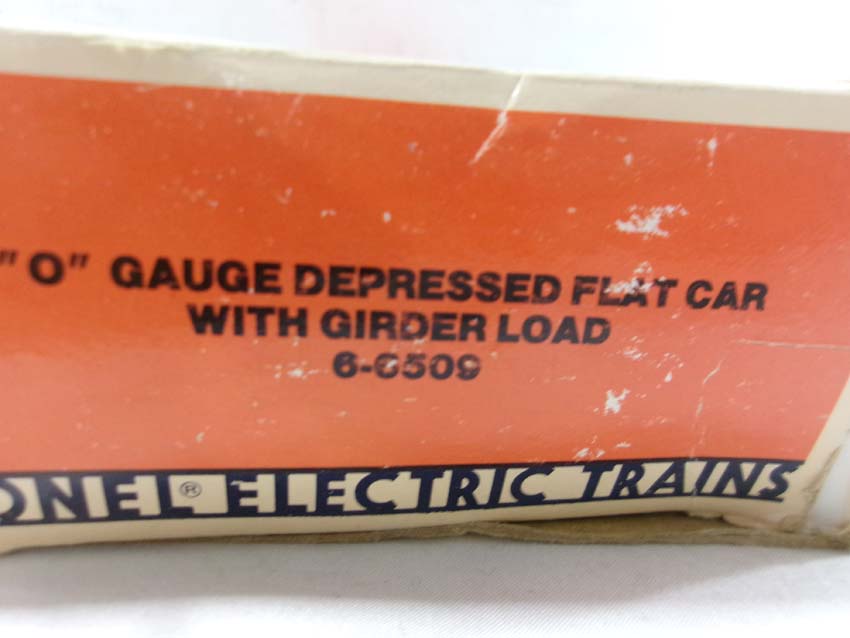 "O" GAUGE DEPRESSED FLAT CAR
WITH GIRDER LOAD
6-6509
ONEL® ELECTRIC TRAINS